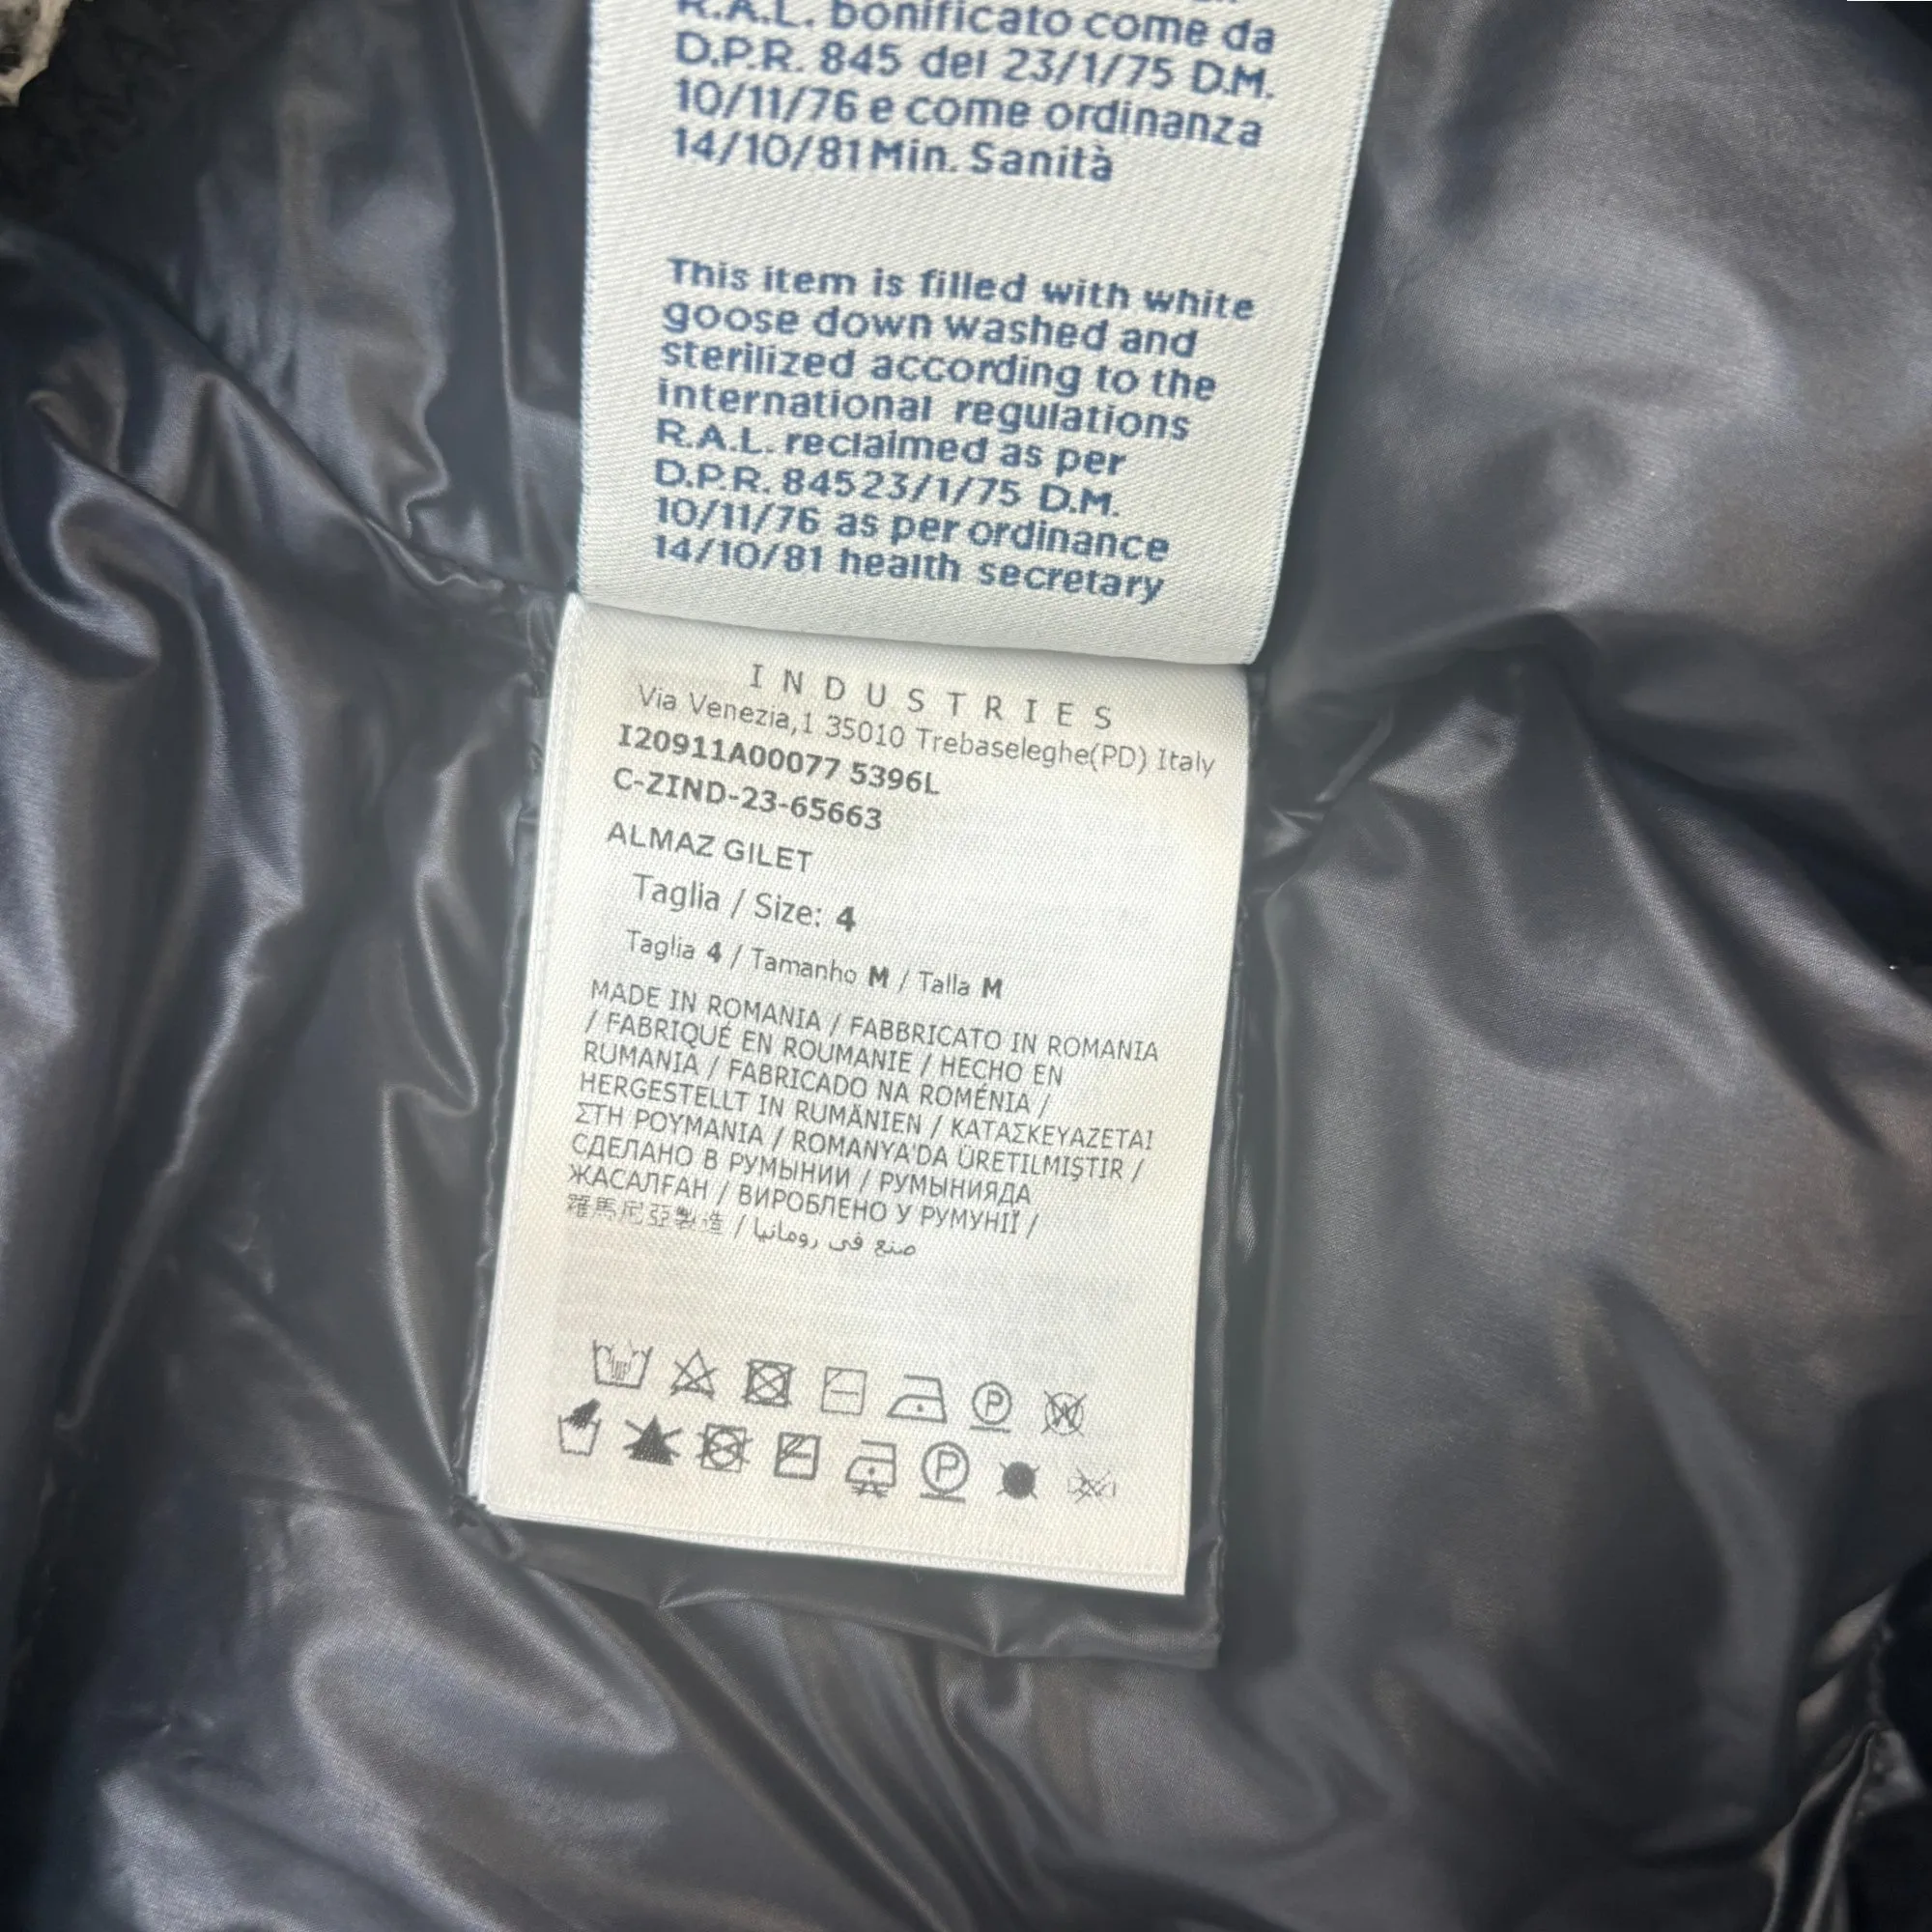 R.A.L. bonificato come da
D.P.R. 845 del 23/1/75 D.M.
10/11/76 e come ordinanza
14/10/81 Min. Sanità
This item is filled with white
goose down washed and
sterilized according to the
international regulations
R.A.L. reclaimed as per
D.P.R. 84523/1/75 D.M.
10/11/76 as per ordinance
14/10/81 health secretary
INDUSTRIES
Via Venezia,1 35010 Trebaseleghe(PD) Italy
I20911A00077 5396L
C-ZIND-23-65663
ALMAZ GILET
Taglia / Size: 4
Taglia 4 / Tamanho M / Talla M
MADE IN ROMANIA / FABBRICATO IN ROMANIA
/ FABRIQUÉ EN ROUMANIE / HECHO EN
RUMANIA / FABRICADO NA ROMÉNIA /
HERGESTELLT IN RUMÄNIEN / ΚΑΤΑΣΚΕΥΑΖΕΤΑΙ
ΣΤΗ ΡΟΥΜΑΝΙΑ / ROMANYA'DA ÜRETILMIŞTIR /
СДЕЛАНО В РУМЫНИИ / РУМЫНИЯДА
ЖАСАЛҒАН / ВИРОБЛЕНО У РУМУНІЇ /
羅馬尼亞製造 / صنع في رومانيا